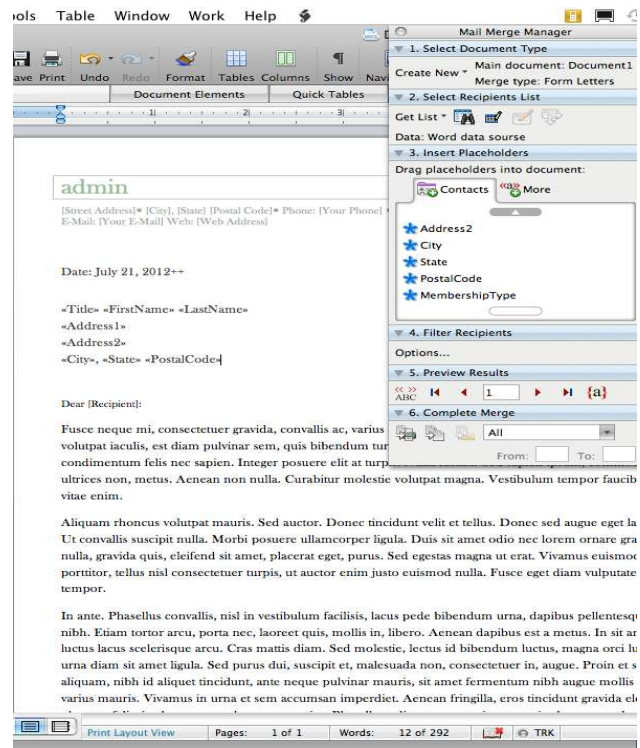 ols Table Window Work Help
Mail Merge Manager
1. Select Document Type
Create New Main document: Document1
Merge type: Form Letters
ave Print Undo Redo Format Tables Columns Show Navi
Document Elements Quick Tables
2. Select Recipients List
Get List
Data: Word data sourse
3. Insert Placeholders
Drag placeholders into document:
Contacts «a» More
Address2
City
State
PostalCode
MembershipType
4. Filter Recipients
Options...
5. Preview Results
« » ABC 1 {a}
6. Complete Merge
All
From: To:
1 2 3
admin
[Street Address] [City], [State] [Postal Code] Phone: [Your Phone]
E-Mail: [Your E-Mail] Web: [Web Address]
Date: July 21, 2012++
«Title» «FirstName» «LastName»
«Address1»
«Address2»
«City», «State» «PostalCode»
Dear [Recipient]:
Fusce neque mi, consectetuer gravida, convallis ac, varius
volutpat iaculis, est diam pulvinar sem, quis bibendum tur
condimentum felis nec sapien. Integer posuere elit at turp
ultrices non, metus. Aenean non nulla. Curabitur molestie volutpat magna. Vestibulum tempor faucib
vitae enim.
Aliquam rhoncus volutpat mauris. Sed auctor. Donec tincidunt velit et tellus. Donec sed augue eget la
Ut convallis suscipit nulla. Morbi posuere ullamcorper ligula. Duis sit amet odio nec lorem ornare gra
nulla, gravida quis, eleifend sit amet, placerat eget, purus. Sed egestas magna ut erat. Vivamus euismo
porttitor, tellus nisl consectetuer turpis, ut auctor enim justo euismod nulla. Fusce eget diam vulputate
tempor.
In ante. Phasellus convallis, nisl in vestibulum facilisis, lacus pede bibendum urna, dapibus pellentesqu
nibh. Etiam tortor arcu, porta nec, laoreet quis, mollis in, libero. Aenean dapibus est a metus. In sit am
luctus lacus scelerisque arcu. Cras mattis diam. Sed molestie, lectus id bibendum luctus, magna orci lu
urna diam sit amet ligula. Sed purus dui, suscipit et, malesuada non, consectetuer in, augue. Proin et s
aliquam, nibh id aliquet tincidunt, ante neque pulvinar mauris, sit amet fermentum nibh augue mollis
varius mauris. Vivamus in urna et sem accumsan imperdiet. Aenean fringilla, eros tincidunt gravida ele
Print Layout View Pages: 1 of 1 Words: 12 of 292 TRK